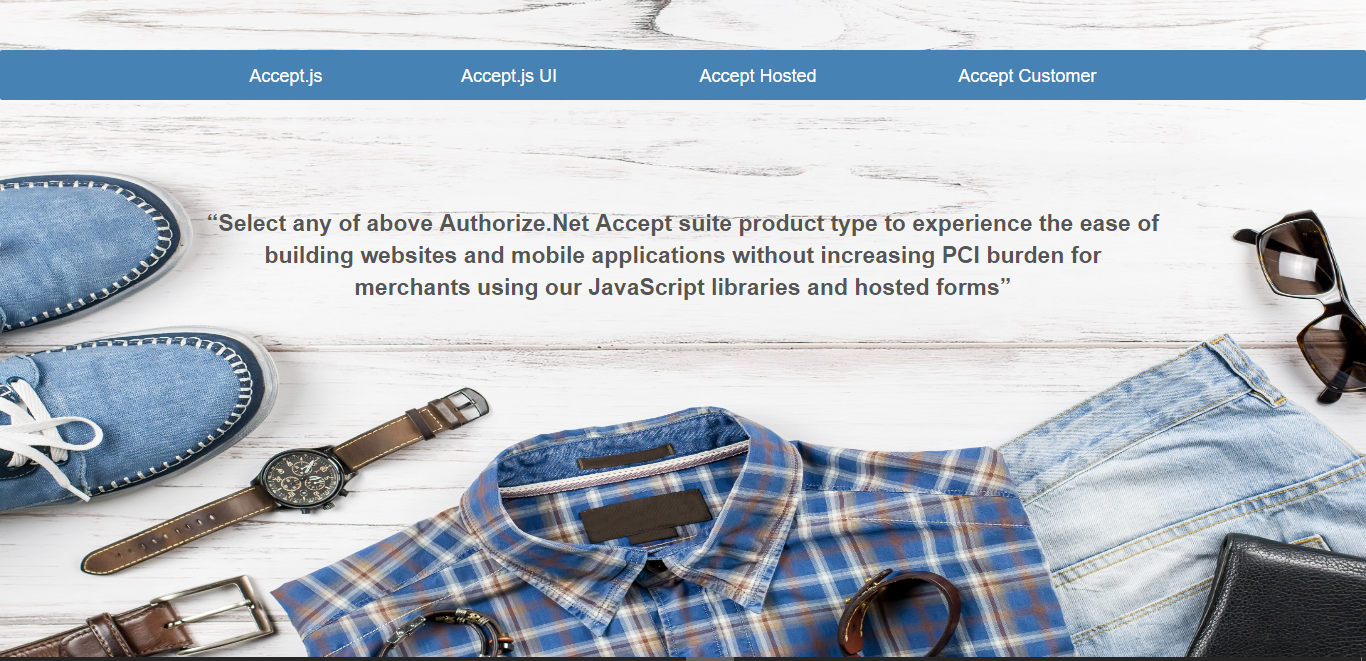 Accept.js Accept.js UI Accept Hosted Accept Customer
“Select any of above Authorize.Net Accept suite product type to experience the ease of
building websites and mobile applications without increasing PCI burden for
merchants using our JavaScript libraries and hosted forms”